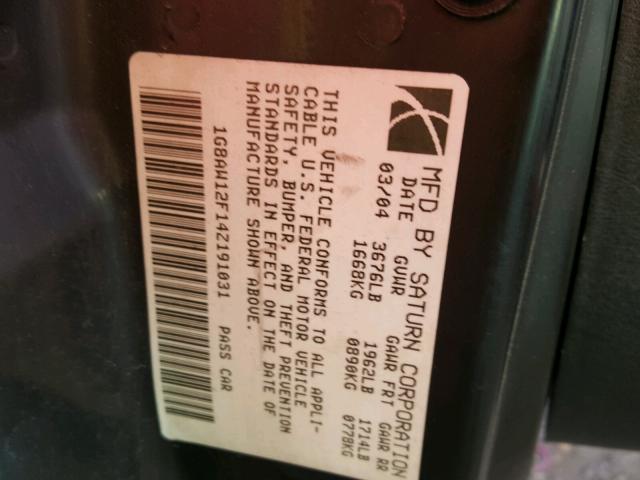 MFD BY SATURN CORPORATION
DATE GVWR GAWR FRT GAWR RR
03/04 3676LB 1962LB 1714LB
1668KG 0890KG 0778KG
THIS VEHICLE CONFORMS TO ALL APPLI-
CABLE U.S. FEDERAL MOTOR VEHICLE
SAFETY, BUMPER, AND THEFT PREVENTION
STANDARDS IN EFFECT ON THE DATE OF
MANUFACTURE SHOWN ABOVE.
1G8AW12F14Z191031 PASS CAR